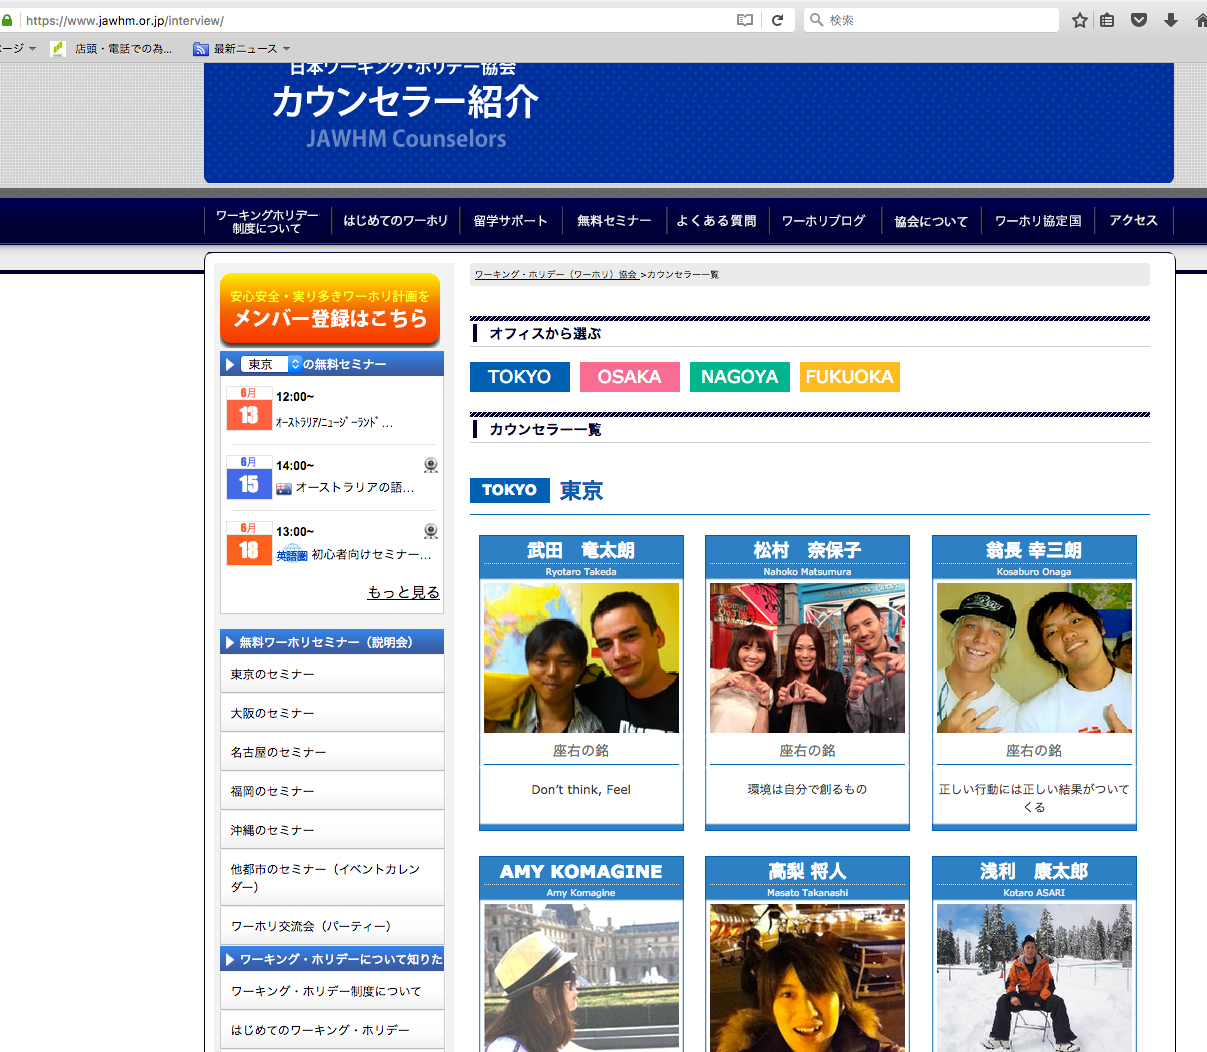 https://www.jawhm.or.jp/interview/
検索
ページ
店頭・電話での為...
最新ニュース
日本ワーキング・ホリデー協会
カウンセラー紹介
JAWHM Counselors
ワーキングホリデー
制度について
はじめてのワーホリ
留学サポート
無料セミナー
よくある質問
ワーホリブログ
協会について
ワーホリ協定国
アクセス
安心安全・実り多きワーホリ計画を
メンバー登録はこちら
東京 の無料セミナー
6月
13
12:00~
ｵｰｽﾄﾗﾘｱ/ﾆｭｰｼﾞｰﾗﾝﾄﾞ...
6月
15
14:00~
オーストラリアの語...
6月
18
13:00~
英語圏 初心者向けセミナー...
もっと見る
無料ワーホリセミナー（説明会）
東京のセミナー
大阪のセミナー
名古屋のセミナー
福岡のセミナー
沖縄のセミナー
他都市のセミナー（イベントカレン
ダー）
ワーホリ交流会（パーティー）
ワーキング・ホリデーについて知りた
ワーキング・ホリデー制度について
はじめてのワーキング・ホリデー
ワーキング・ホリデー（ワーホリ）協会 >カウンセラー一覧
オフィスから選ぶ
TOKYO
OSAKA
NAGOYA
FUKUOKA
カウンセラー一覧
TOKYO 東京
武田 竜太朗
Ryotaro Takeda
座右の銘
Don't think, Feel
松村 奈保子
Nahoko Matsumura
座右の銘
環境は自分で創るもの
翁長 幸三朗
Kosaburo Onaga
座右の銘
正しい行動には正しい結果がついて
くる
AMY KOMAGINE
Amy Komagine
高梨 将人
Masato Takanashi
浅利 康太郎
Kotaro ASARI